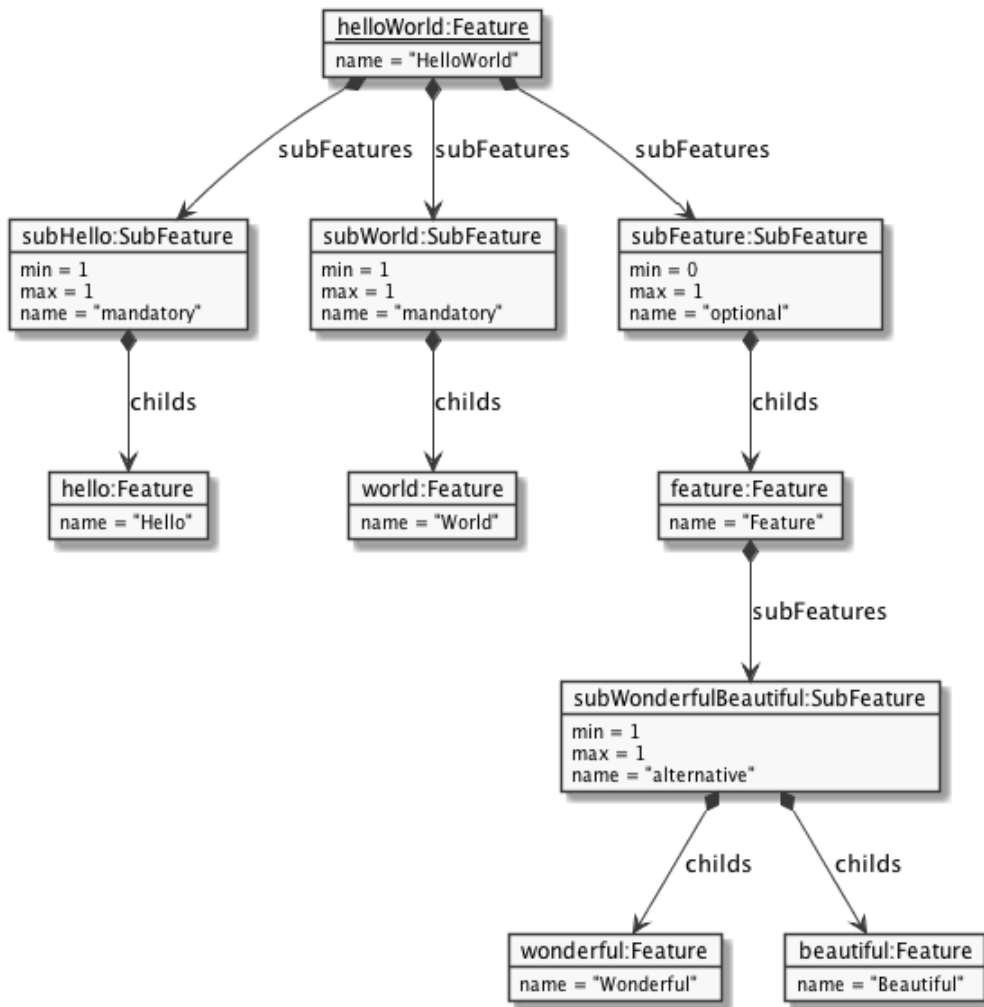 helloWorld:Feature
name = "HelloWorld"
subFeatures
subFeatures
subFeatures
subHello:SubFeature
min = 1
max = 1
name = "mandatory"
subWorld:SubFeature
min = 1
max = 1
name = "mandatory"
subFeature:SubFeature
min = 0
max = 1
name = "optional"
childs
childs
childs
hello:Feature
name = "Hello"
world:Feature
name = "World"
feature:Feature
name = "Feature"
subFeatures
subWonderfulBeautiful:SubFeature
min = 1
max = 1
name = "alternative"
childs
childs
wonderful:Feature
name = "Wonderful"
beautiful:Feature
name = "Beautiful"